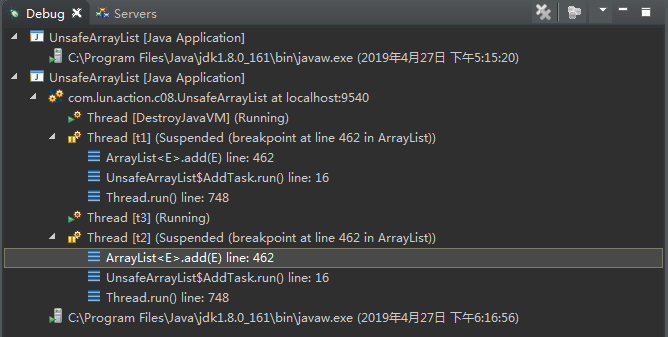 Debug Servers
UnsafeArrayList [Java Application]
C:\Program Files\Java\jdk1.8.0_161\bin\javaw.exe (2019年4月27日 下午5:15:20)
UnsafeArrayList [Java Application]
com.lun.action.c08.UnsafeArrayList at localhost:9540
Thread [DestroyJavaVM] (Running)
Thread [t1] (Suspended (breakpoint at line 462 in ArrayList))
ArrayList<E>.add(E) line: 462
UnsafeArrayList$AddTask.run() line: 16
Thread.run() line: 748
Thread [t3] (Running)
Thread [t2] (Suspended (breakpoint at line 462 in ArrayList))
ArrayList<E>.add(E) line: 462
UnsafeArrayList$AddTask.run() line: 16
Thread.run() line: 748
C:\Program Files\Java\jdk1.8.0_161\bin\javaw.exe (2019年4月27日 下午6:16:56)